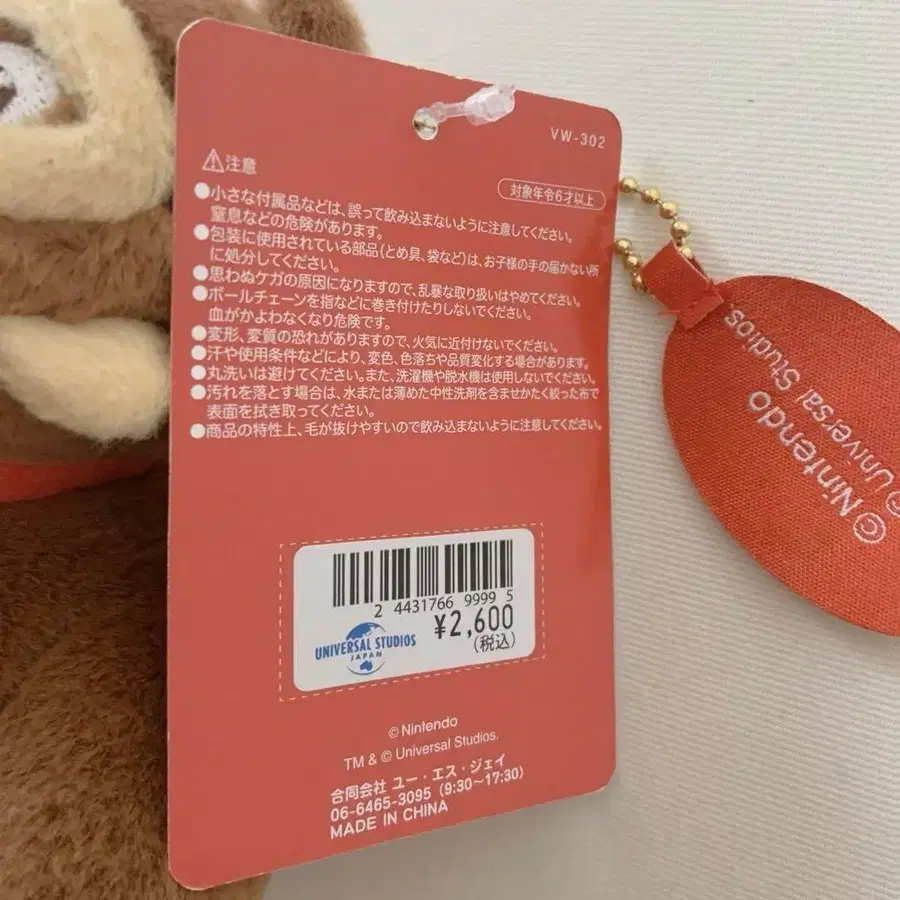 VW-302
⚠注意
対象年令6才以上
●小さな付属品などは、誤って飲み込まないように注意してください。
窒息などの危険があります。
●包装に使用されている部品(とめ具、袋など)は、お子様の手の届かない所
に処分してください。
●思わぬケガの原因になりますので、乱暴な取り扱いはやめてください。
●ボールチェーンを指などに巻き付けたりしないでください。
血がかよわなくなり危険です。
●変形、変質の恐れがありますので、火気に近付けないでください。
●汗や使用条件などにより、変色、色落ちや品質変化する場合があります。
●丸洗いは避けてください。また、洗濯機や脱水機は使用しないでください。
●汚れを落とす場合は、水または薄めた中性洗剤を含ませかたく絞った布で
表面を拭き取ってください。
●商品の特性上、毛が抜けやすいので飲み込まないように注意してください。
2 4431766 9999 5
¥2,600
(税込)
UNIVERSAL STUDIOS
JAPAN
©Nintendo
TM & © Universal Studios.
合同会社 ユー・エス・ジェイ
06-6465-3095 (9:30~17:30)
MADE IN CHINA
©Nintendo
©Universal Studios.